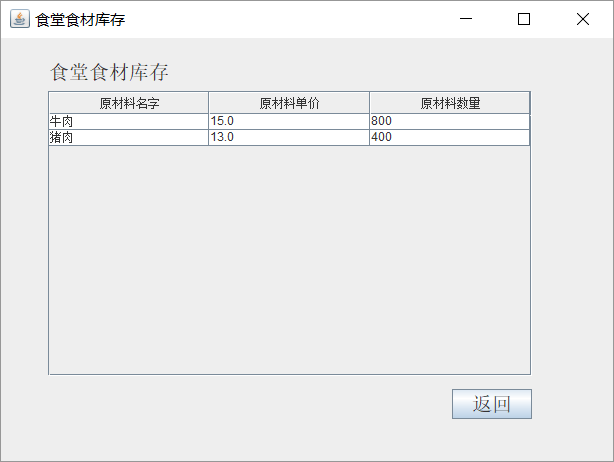 食堂食材库存
食堂食材库存
原材料名字 原材料单价 原材料数量
牛肉 15.0 800
猪肉 13.0 400
返回